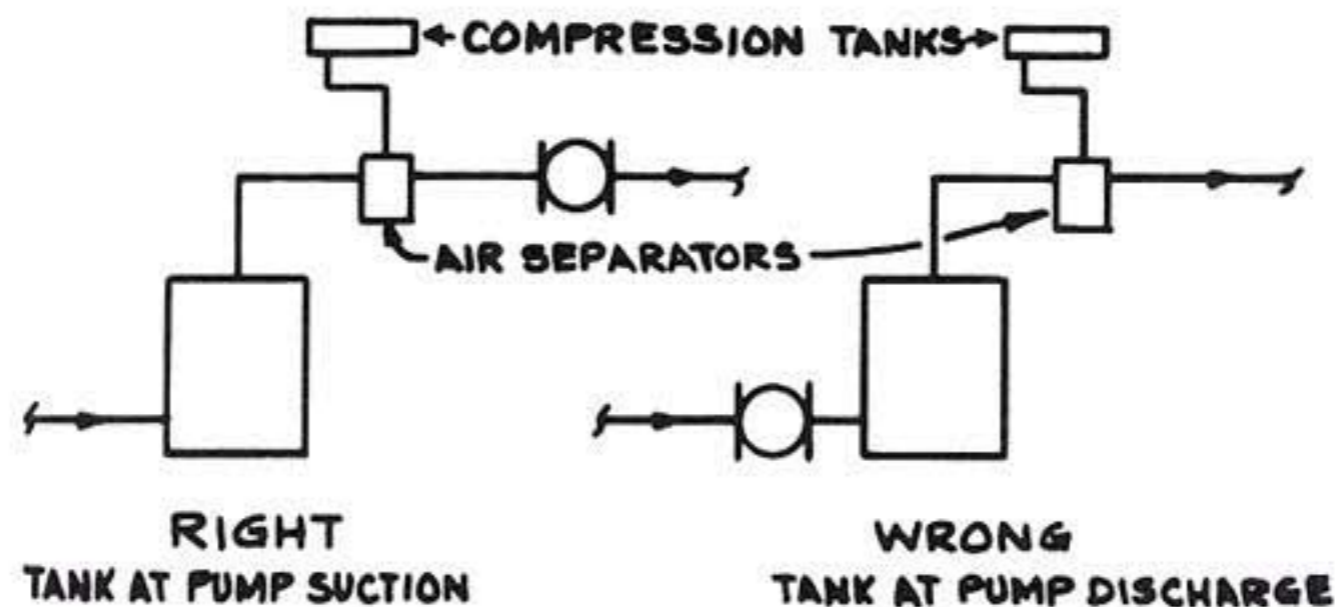 COMPRESSION TANKS
AIR SEPARATORS
RIGHT
TANK AT PUMP SUCTION
WRONG
TANK AT PUMP DISCHARGE